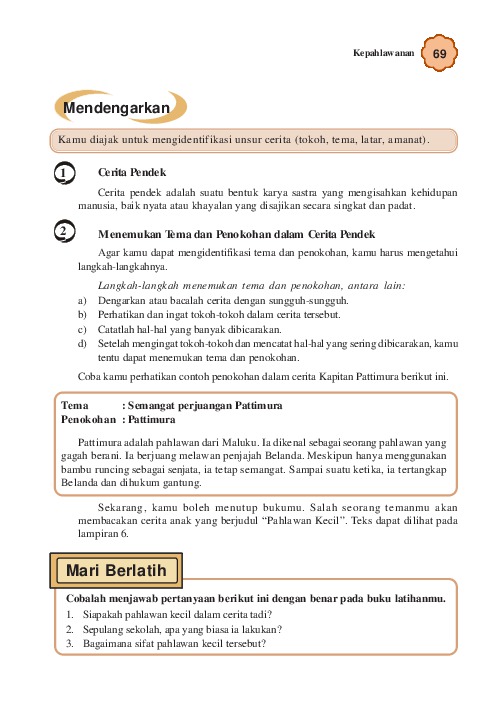 Kepahlawanan 69
Mendengarkan
Kamu diajak untuk mengidentifikasi unsur cerita (tokoh, tema, latar, amanat).
1 Cerita Pendek
Cerita pendek adalah suatu bentuk karya sastra yang mengisahkan kehidupan
manusia, baik nyata atau khayalan yang disajikan secara singkat dan padat.
2 Menemukan Tema dan Penokohan dalam Cerita Pendek
Agar kamu dapat mengidentifikasi tema dan penokohan, kamu harus mengetahui
langkah-langkahnya.
Langkah-langkah menemukan tema dan penokohan, antara lain:
a) Dengarkan atau bacalah cerita dengan sungguh-sungguh.
b) Perhatikan dan ingat tokoh-tokoh dalam cerita tersebut.
c) Catatlah hal-hal yang banyak dibicarakan.
d) Setelah mengingat tokoh-tokoh dan mencatat hal-hal yang sering dibicarakan, kamu
tentu dapat menemukan tema dan penokohan.
Coba kamu perhatikan contoh penokohan dalam cerita Kapitan Pattimura berikut ini.
Tema : Semangat perjuangan Pattimura
Penokohan : Pattimura
Pattimura adalah pahlawan dari Maluku. Ia dikenal sebagai seorang pahlawan yang
gagah berani. Ia berjuang melawan penjajah Belanda. Meskipun hanya menggunakan
bambu runcing sebagai senjata, ia tetap semangat. Sampai suatu ketika, ia tertangkap
Belanda dan dihukum gantung.
Sekarang, kamu boleh menutup bukumu. Salah seorang temanmu akan
membacakan cerita anak yang berjudul “Pahlawan Kecil”. Teks dapat dilihat pada
lampiran 6.
Mari Berlatih
Cobalah menjawab pertanyaan berikut ini dengan benar pada buku latihanmu.
1. Siapakah pahlawan kecil dalam cerita tadi?
2. Sepulang sekolah, apa yang biasa ia lakukan?
3. Bagaimana sifat pahlawan kecil tersebut?